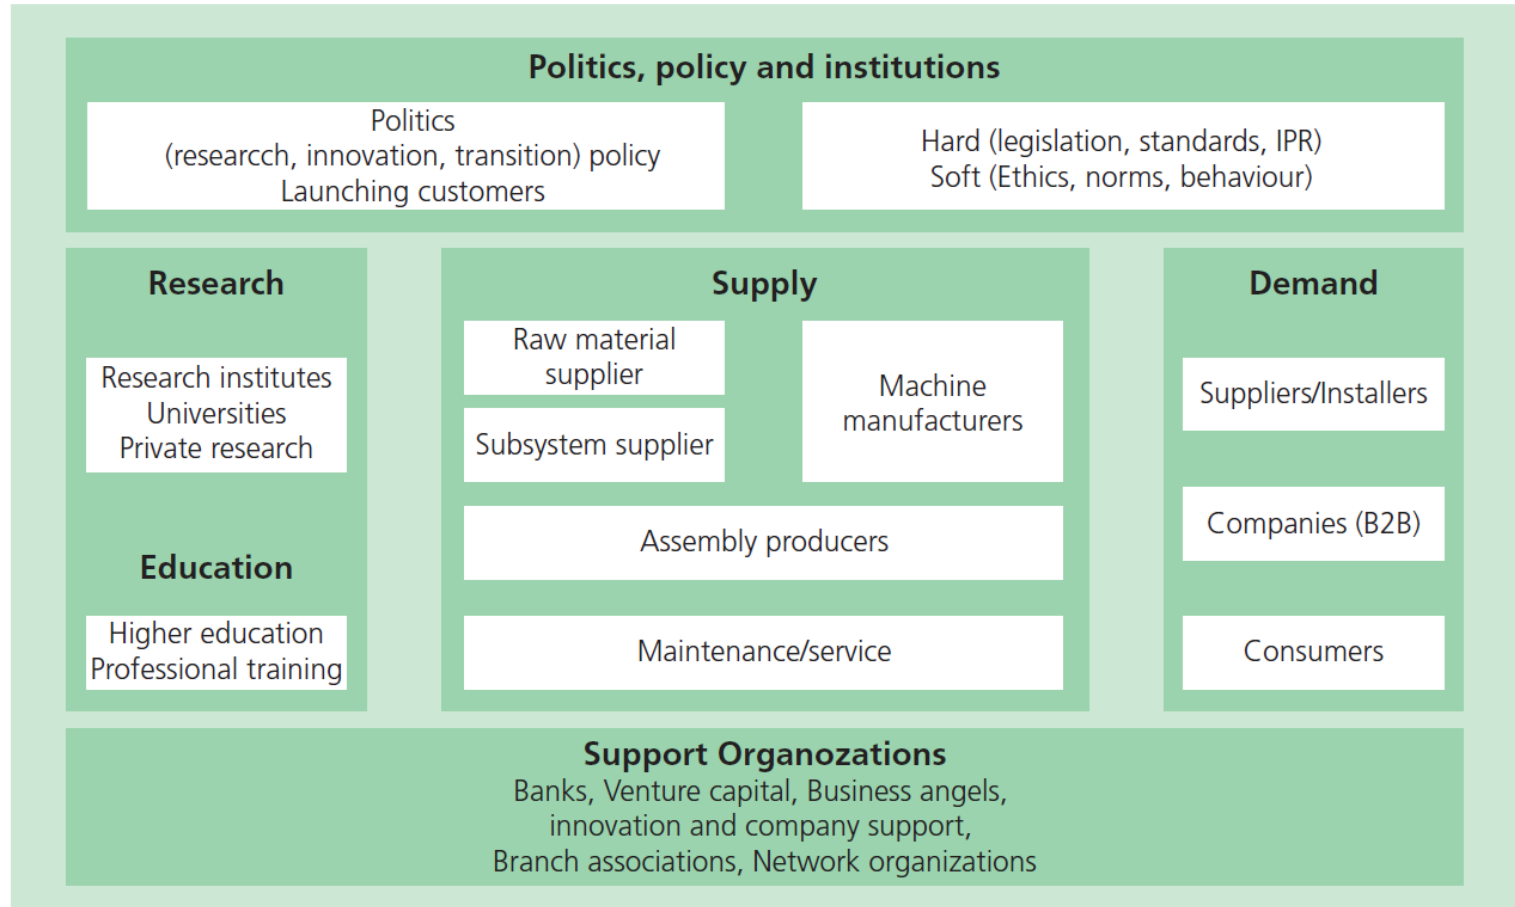 Politics, policy and institutions
Politics
(researcch, innovation, transition) policy
Launching customers
Hard (legislation, standards, IPR)
Soft (Ethics, norms, behaviour)
Research
Research institutes
Universities
Private research
Education
Higher education
Professional training
Supply
Raw material
supplier
Subsystem supplier
Machine
manufacturers
Assembly producers
Maintenance/service
Demand
Suppliers/Installers
Companies (B2B)
Consumers
Support Organozations
Banks, Venture capital, Business angels,
innovation and company support,
Branch associations, Network organizations